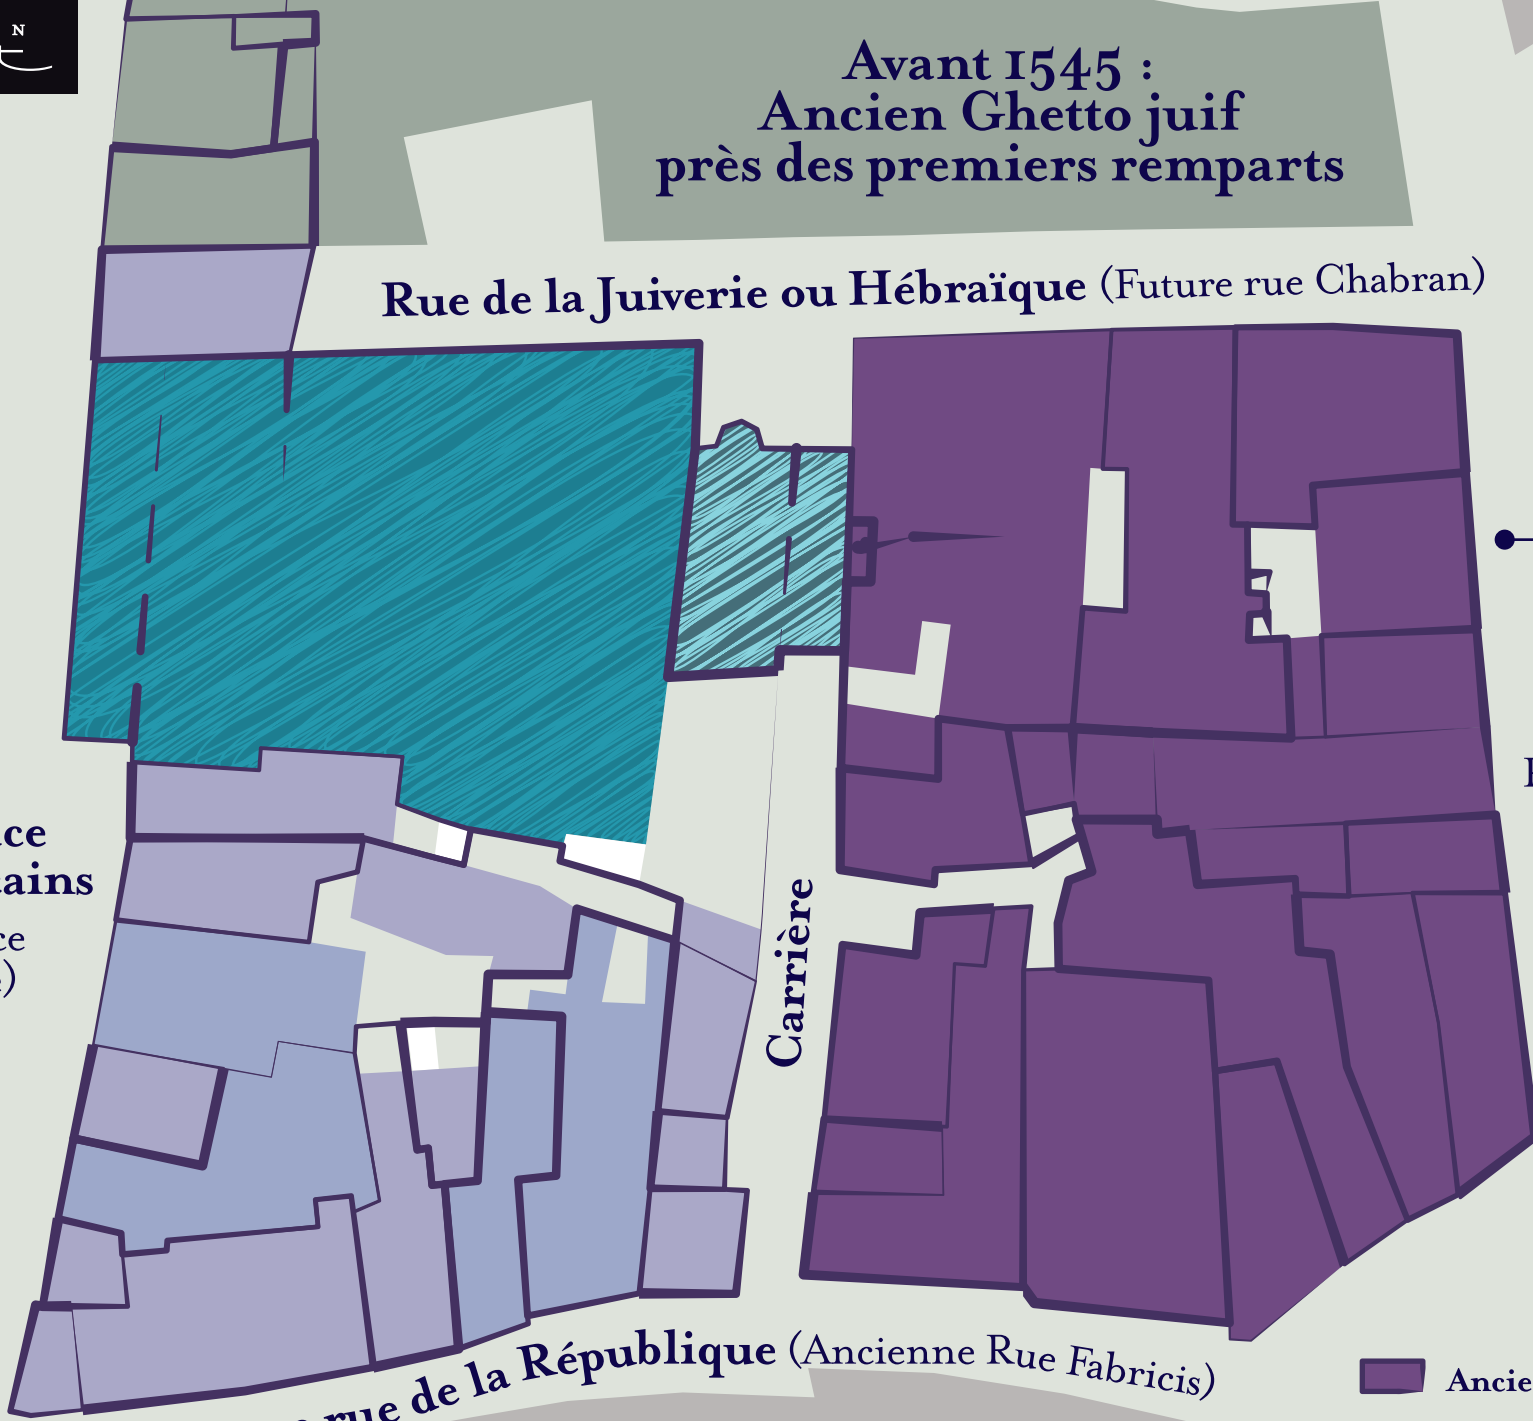 N
Avant 1545 :
Ancien Ghetto juif
près des premiers remparts
Rue de la Juiverie ou Hébraïque (Future rue Chabran)
Carrière
rue de la République (Ancienne Rue Fabricis)